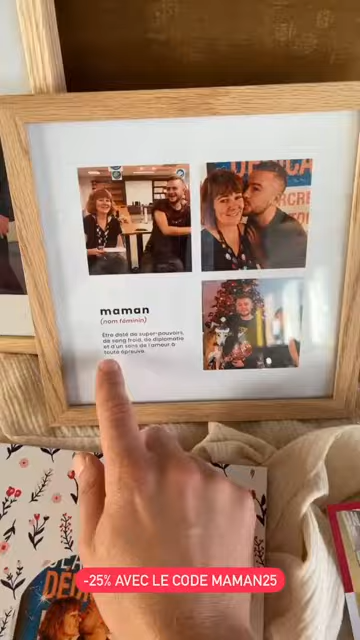 maman
(nom féminin)
Être doté de super-pouvoirs,
de sang froid, de diplomatie
et d'un sens de l'amour à
toute épreuve.
-25% AVEC LE CODE MAMAN25